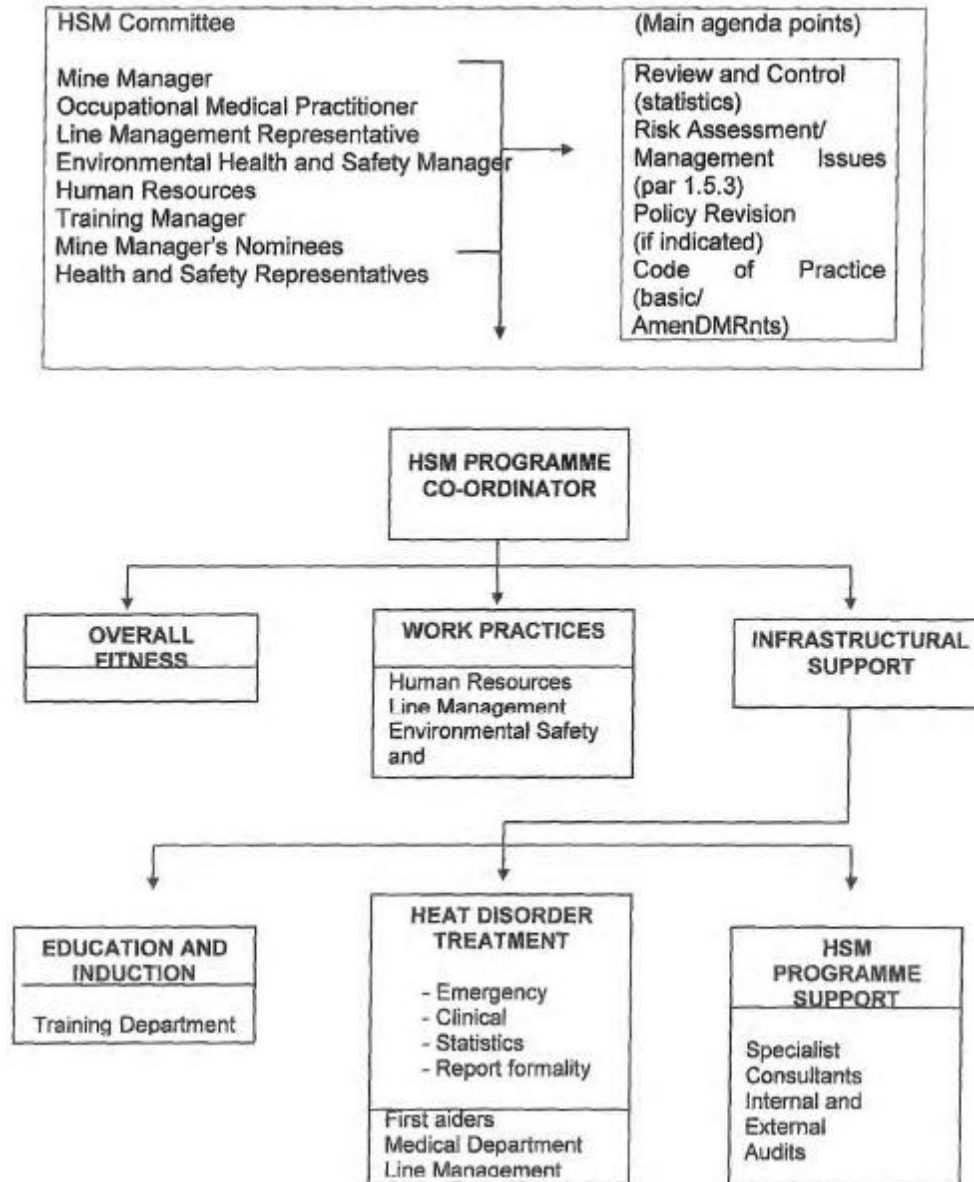 HSM Committee
(Main agenda points)
Mine Manager
Occupational Medical Practitioner
Line Management Representative
Environmental Health and Safety Manager
Human Resources
Training Manager
Mine Manager's Nominees
Health and Safety Representatives
Review and Control
(statistics)
Risk Assessment/
Management Issues
(par 1.5.3)
Policy Revision
(if indicated)
Code of Practice
(basic/
AmenDMRnts)
HSM PROGRAMME
CO-ORDINATOR
OVERALL
FITNESS
WORK PRACTICES
Human Resources
Line Management
Environmental Safety
and
INFRASTRUCTURAL
SUPPORT
EDUCATION AND
INDUCTION
Training Department
HEAT DISORDER
TREATMENT
- Emergency
- Clinical
- Statistics
- Report formality
First aiders
Medical Department
Line Management
HSM
PROGRAMME
SUPPORT
Specialist
Consultants
Internal and
External
Audits